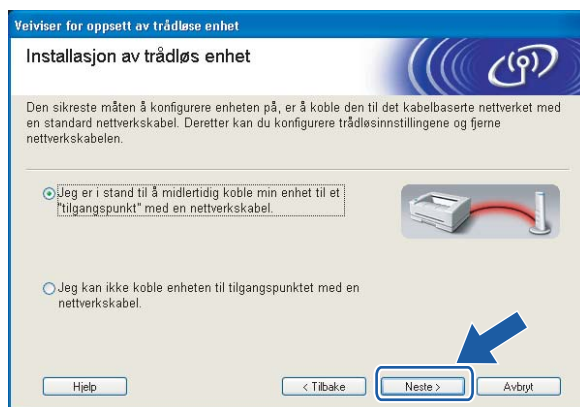 Veiviser for oppsett av trådløse enhet
Installasjon av trådløs enhet
Den sikreste måten å konfigurere enheten på, er å koble den til det kabelbaserte nettverket med
en standard nettverkskabel. Deretter kan du konfigurere trådløsinnstillingene og fjerne
nettverkskabelen.
Jeg er i stand til å midlertidig koble min enhet til et
"tilgangspunkt" med en nettverkskabel.
Jeg kan ikke koble enheten til tilgangspunktet med en
nettverkskabel.
Hjelp
< Tilbake
Neste >
Avbryt